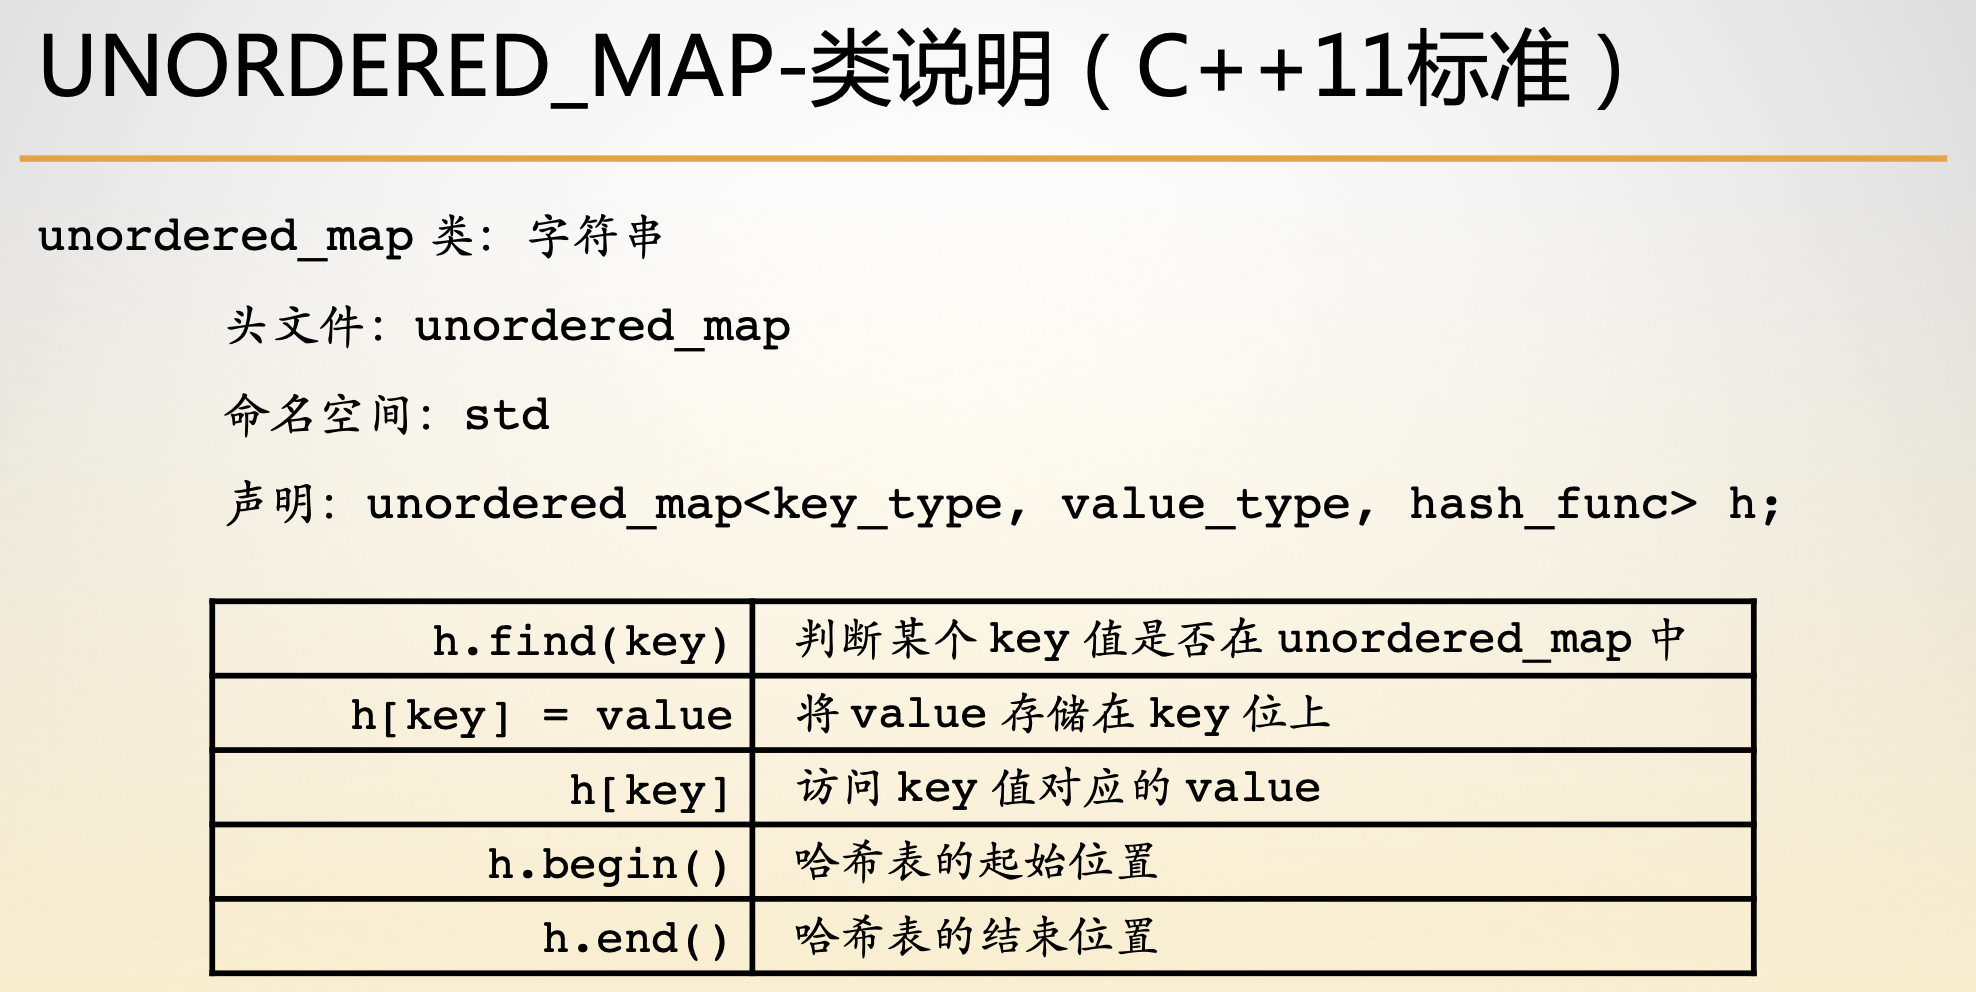 UNORDERED_MAP-类说明（C++11标准）
unordered_map 类：字符串
头文件：unordered_map
命名空间：std
声明：unordered_map<key_type, value_type, hash_func> h;
h.find(key) 判断某个 key 值是否在 unordered_map 中
h[key] = value 将 value 存储在 key 位上
h[key] 访问 key 值对应的 value
h.begin() 哈希表的起始位置
h.end() 哈希表的结束位置